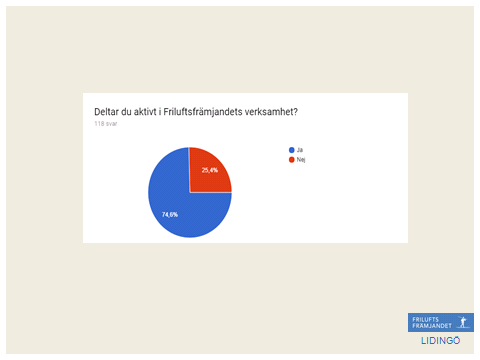 Deltar du aktivt i Friluftsfrämjandets verksamhet?
118 svar
Ja
Nej
25,4%
74,6%
FRILUFTS
FRÄMJANDET
LIDINGÖ